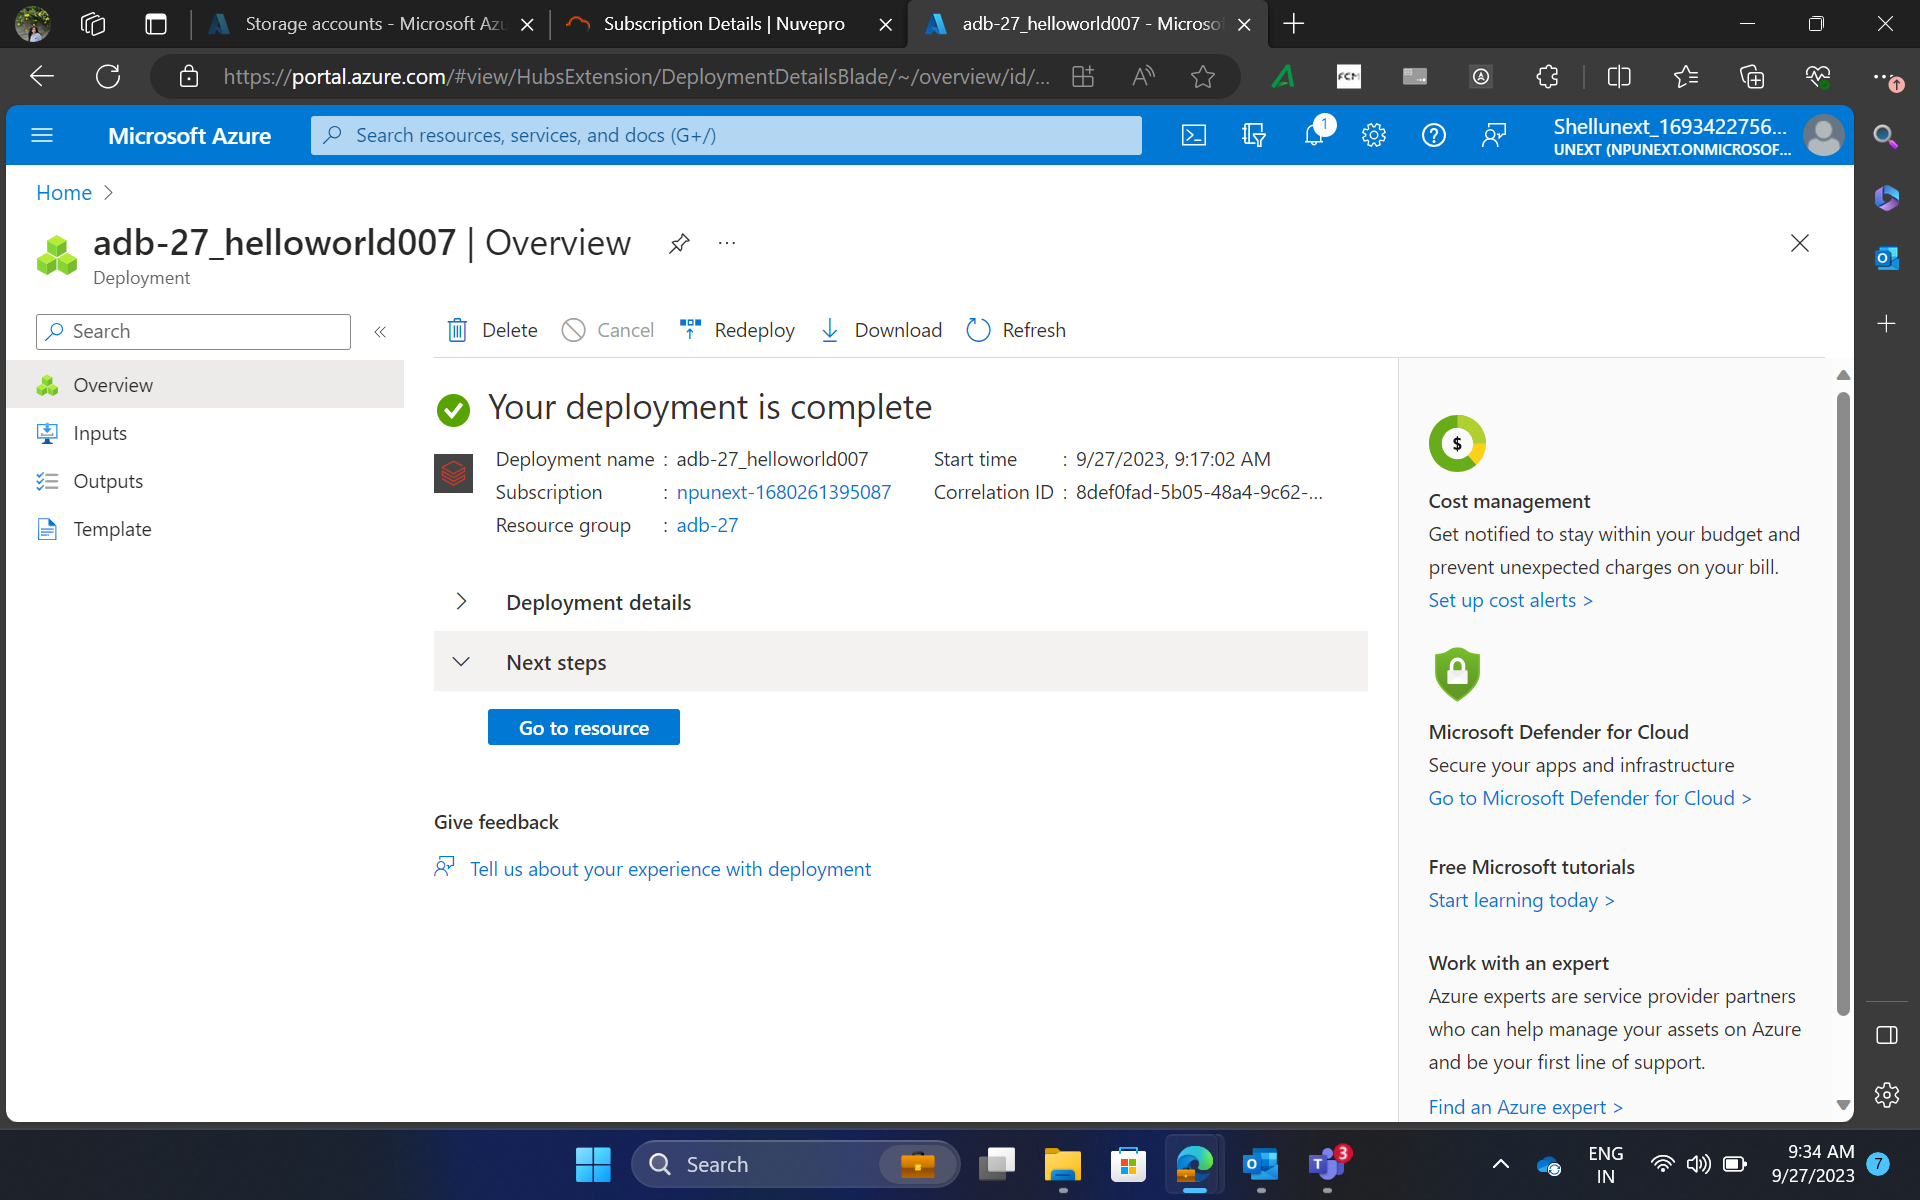 Storage accounts - Microsoft Azu
Subscription Details | Nuvepro
adb-27_helloworld007 - Microsof
https://portal.azure.com/#view/HubsExtension/DeploymentDetailsBlade/~/overview/id/...
FCM
Microsoft Azure
Search resources, services, and docs (G+/)
1
Shellunext_1693422756...
UNEXT (NPUNEXT.ONMICROSOF...
Home
adb-27_helloworld007 | Overview
Deployment
Search
Delete
Cancel
Redeploy
Download
Refresh
Overview
Inputs
Outputs
Template
Your deployment is complete
Deployment name : adb-27_helloworld007
Subscription : npunext-1680261395087
Resource group : adb-27
Start time : 9/27/2023, 9:17:02 AM
Correlation ID : 8def0fad-5b05-48a4-9c62-...
Deployment details
Next steps
Go to resource
Give feedback
Tell us about your experience with deployment
$
Cost management
Get notified to stay within your budget and
prevent unexpected charges on your bill.
Set up cost alerts >
Microsoft Defender for Cloud
Secure your apps and infrastructure
Go to Microsoft Defender for Cloud >
Free Microsoft tutorials
Start learning today >
Work with an expert
Azure experts are service provider partners
who can help manage your assets on Azure
and be your first line of support.
Find an Azure expert >
Search
3
ENG
IN
9:34 AM
9/27/2023
7